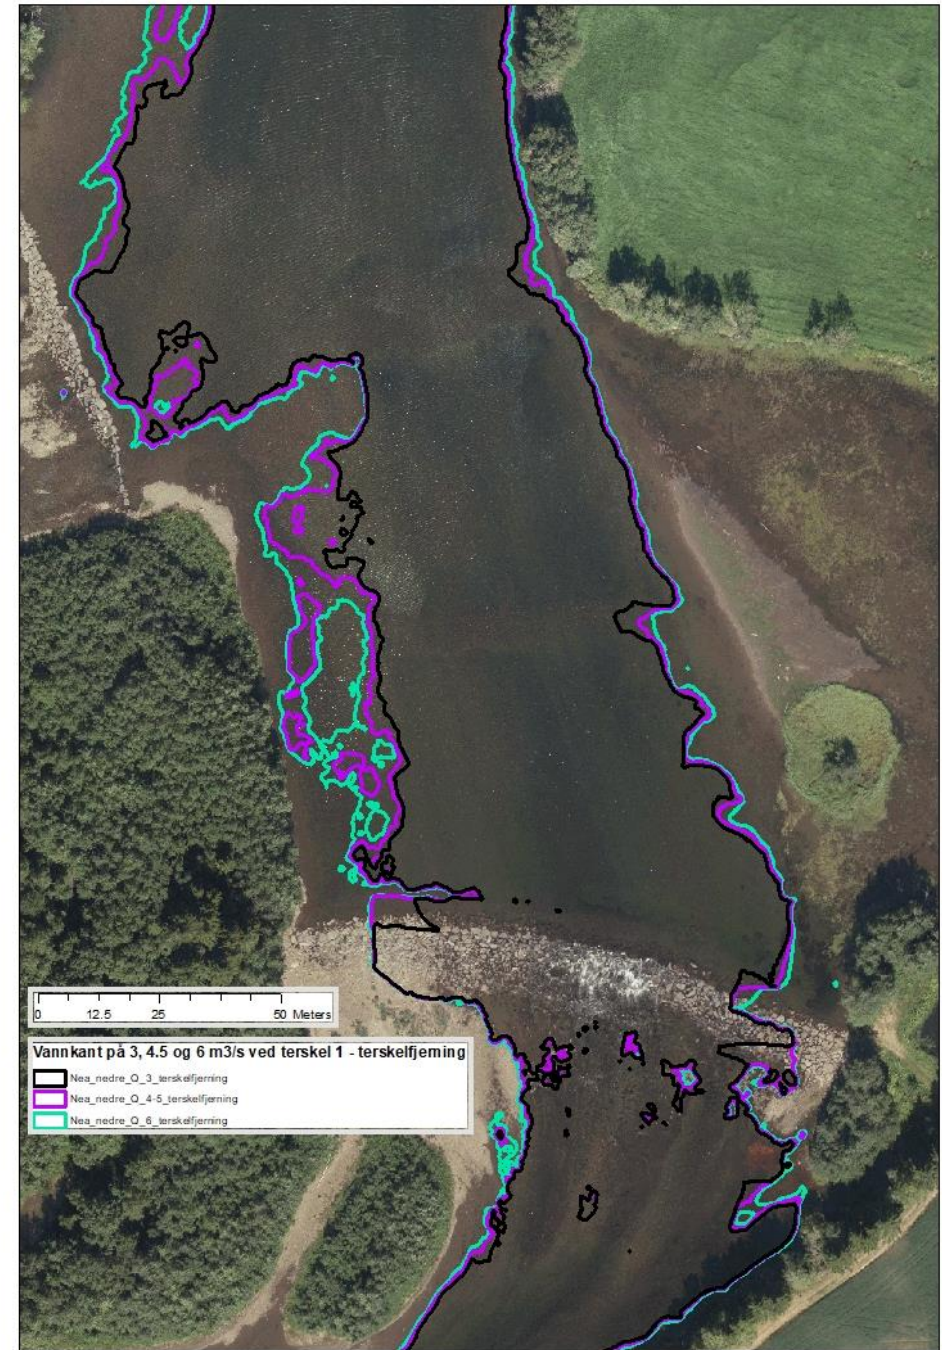 0 12.5 25 50 Meters
Vannkant på 3, 4.5 og 6 m3/s ved terskel 1 - terskelfjerning
Nea_nedre_Q_3_terskelfjerning
Nea_nedre_Q_4-5_terskelfjerning
Nea_nedre_Q_6_terskelfjerning